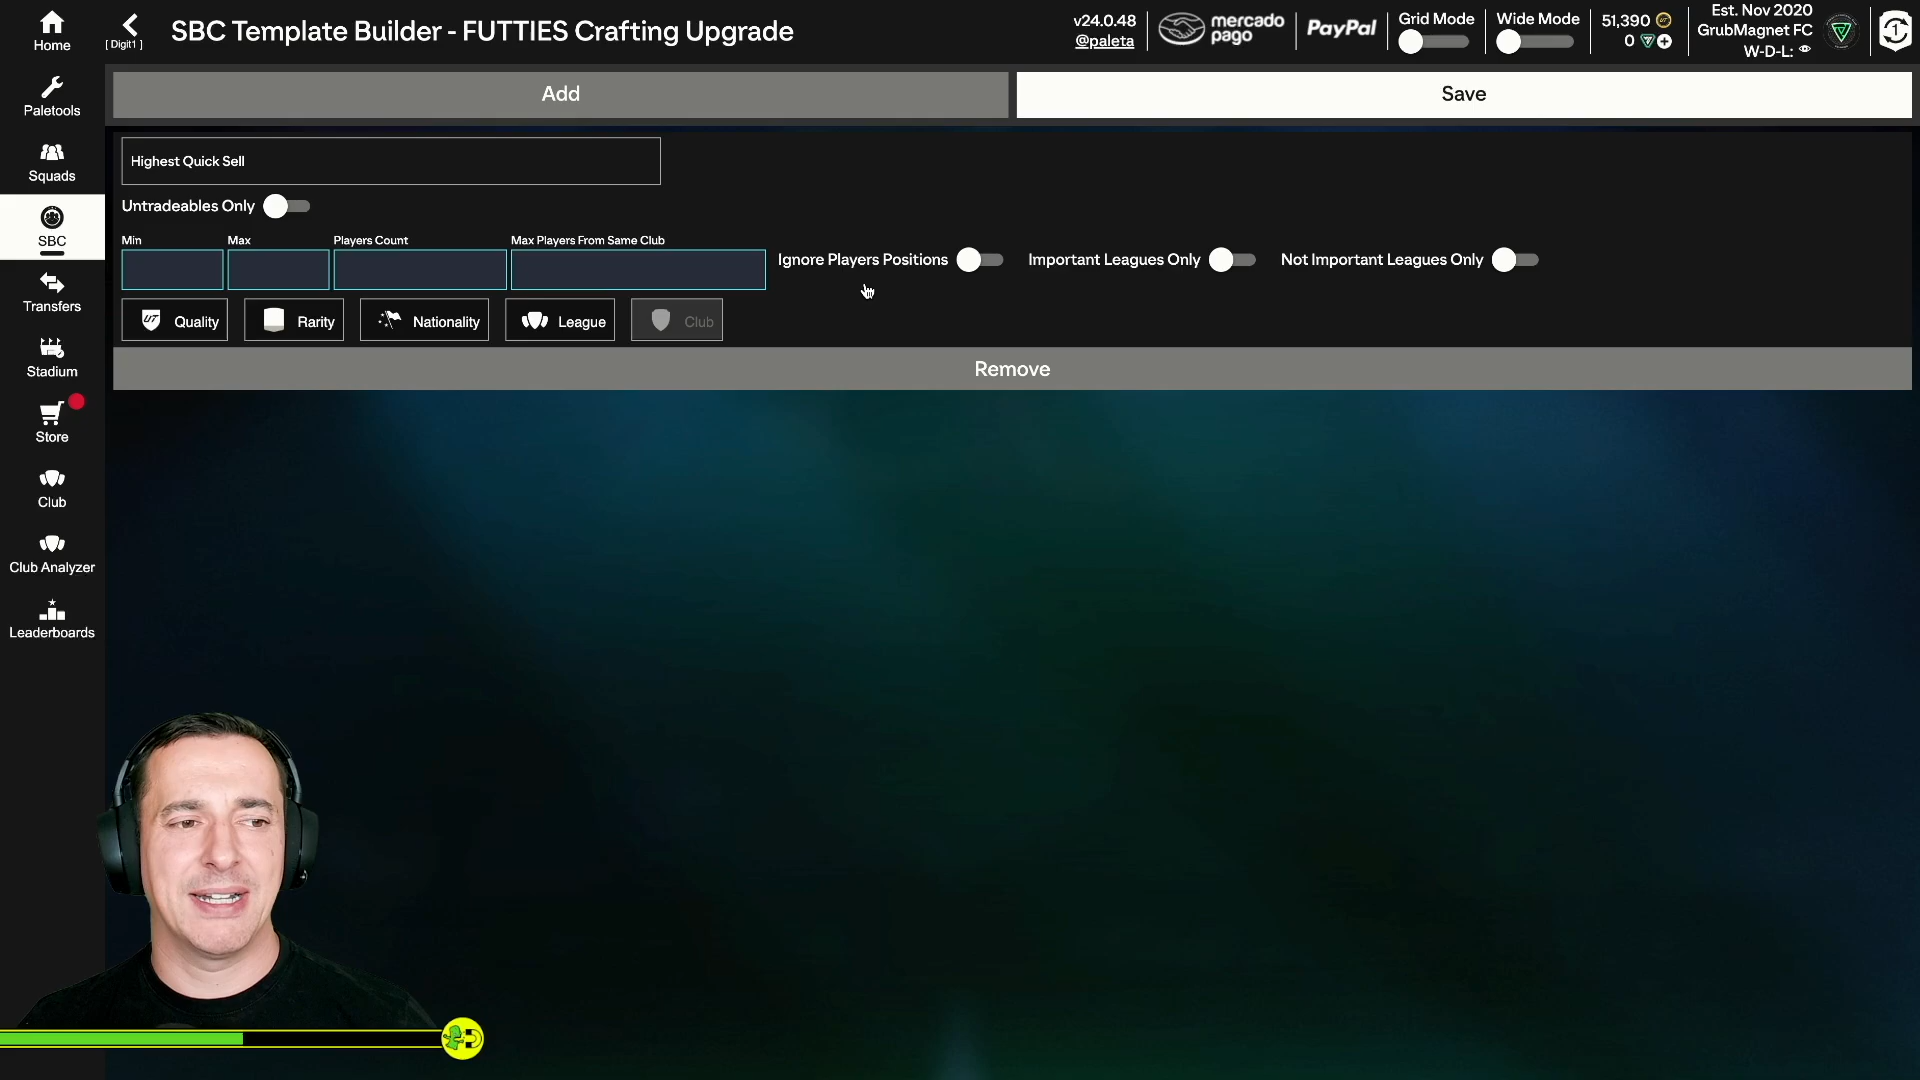 Home
[ Digit1 ]
SBC Template Builder - FUTTIES Crafting Upgrade
v24.0.48
@paleta
mercado
pago
PayPal
Grid Mode
Wide Mode
51,390
0
Est. Nov 2020
GrubMagnet FC
W-D-L:
1
Paletools
Squads
SBC
Transfers
Stadium
Store
Club
Club Analyzer
Leaderboards
Add
Save
Highest Quick Sell
Untradeables Only
Min
Max
Players Count
Max Players From Same Club
Ignore Players Positions
Important Leagues Only
Not Important Leagues Only
Quality
Rarity
Nationality
League
Club
Remove